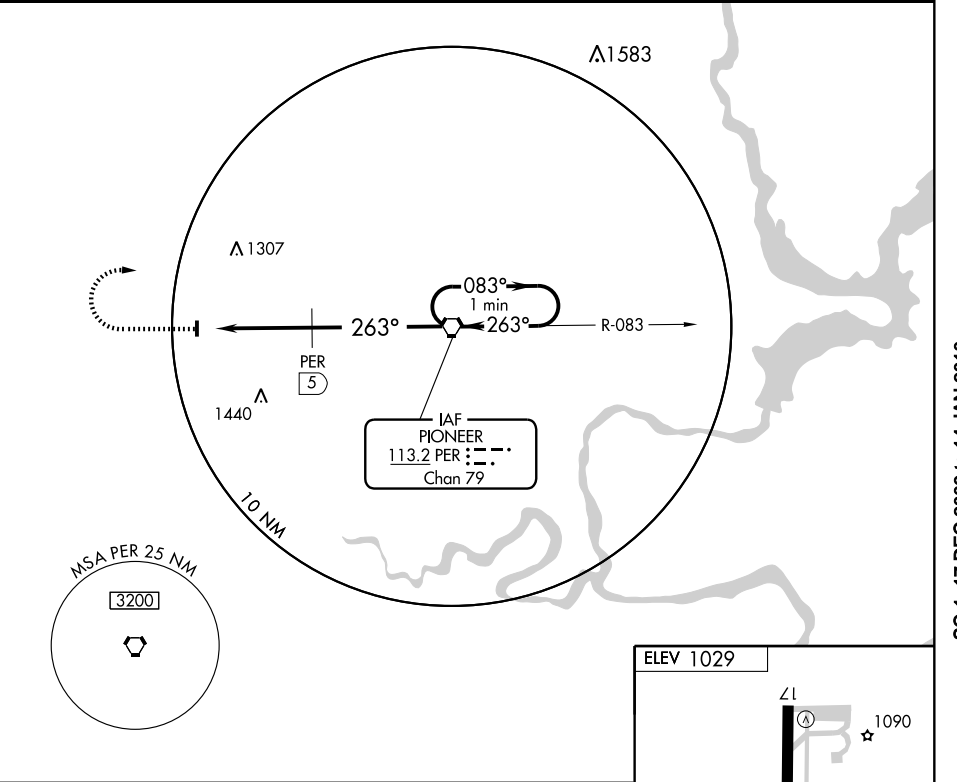 1583
1307
083°
1 min
263°
263°
R-083
PER
5
1440
IAF
PIONEER
113.2 PER
Chan 79
10 NM
MSA PER 25 NM
3200
ELEV 1029
17
1090